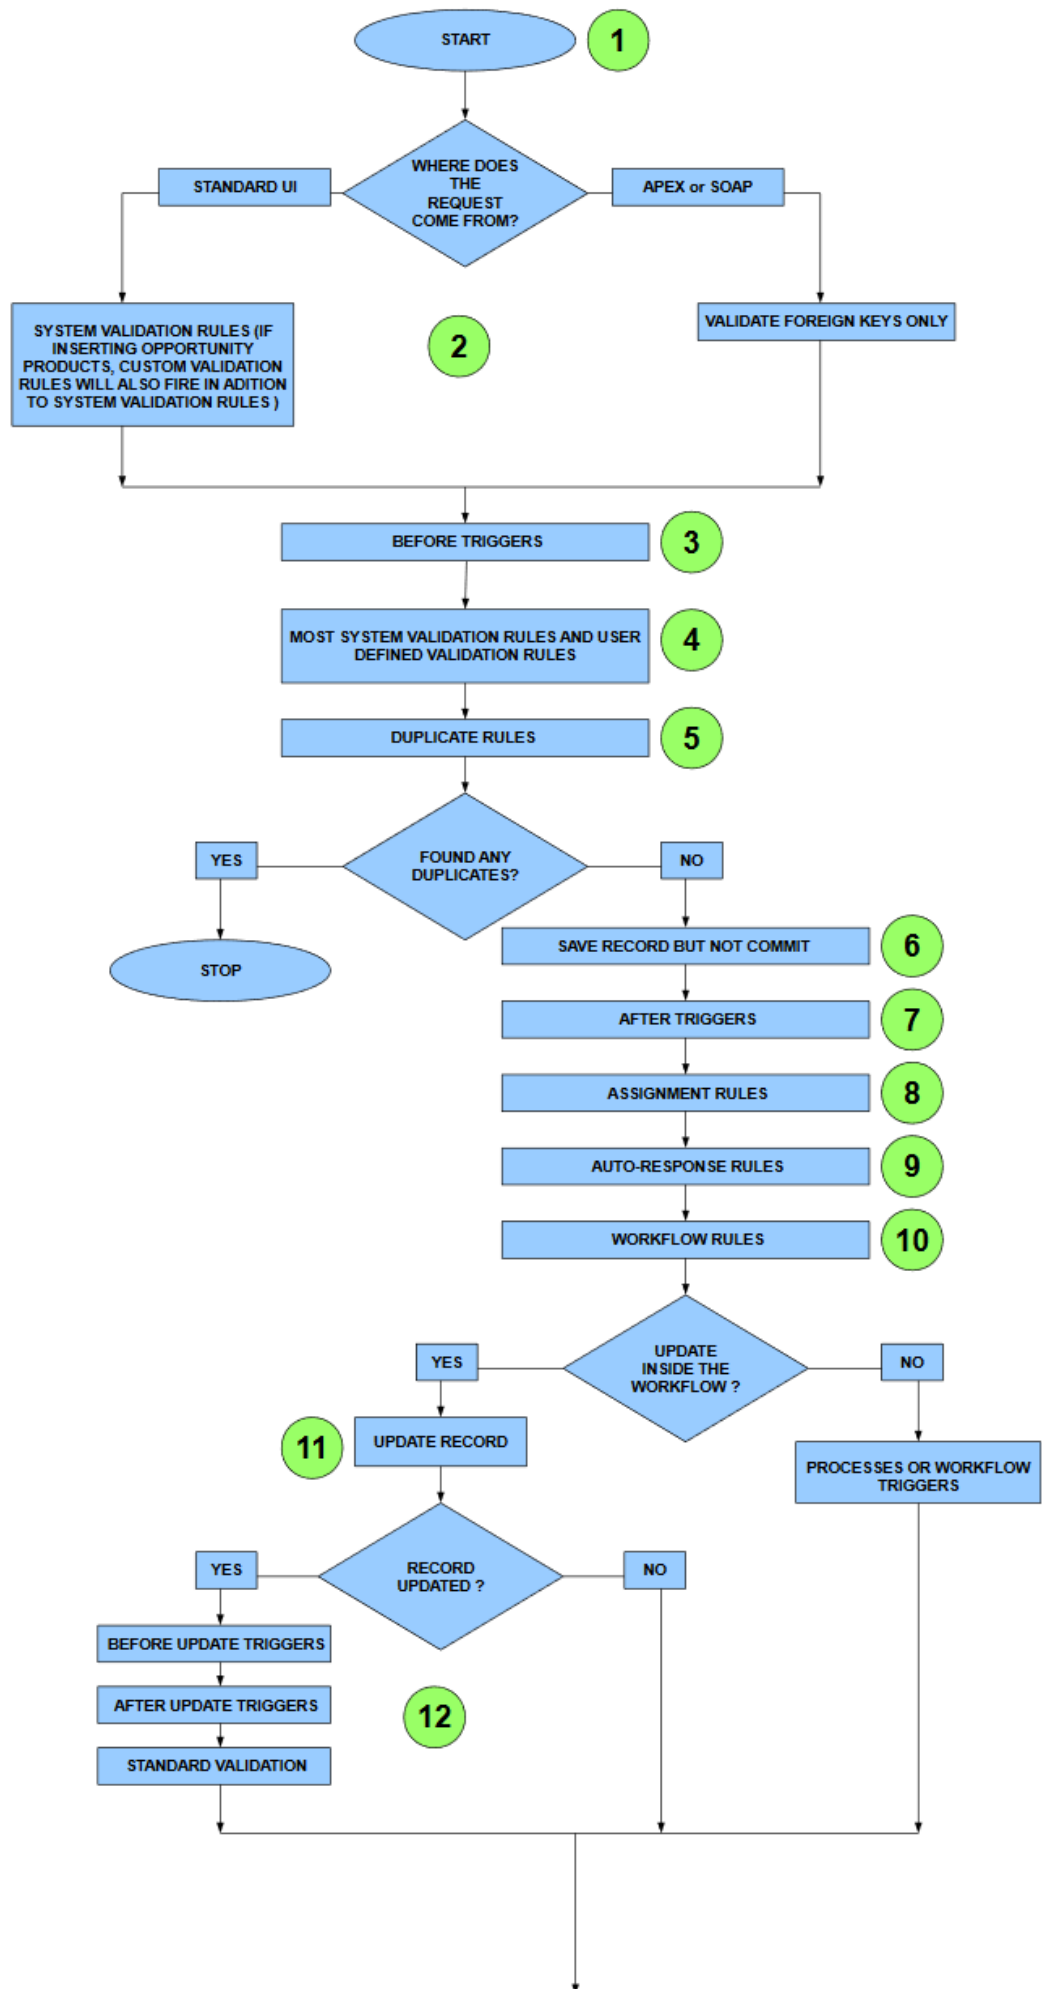 START
1
WHERE DOES
THE
REQUEST
COME FROM?
STANDARD UI
APEX or SOAP
SYSTEM VALIDATION RULES (IF
INSERTING OPPORTUNITY
PRODUCTS, CUSTOM VALIDATION
RULES WILL ALSO FIRE IN ADITION
TO SYSTEM VALIDATION RULES )
2
VALIDATE FOREIGN KEYS ONLY
BEFORE TRIGGERS
3
MOST SYSTEM VALIDATION RULES AND USER
DEFINED VALIDATION RULES
4
DUPLICATE RULES
5
YES
FOUND ANY
DUPLICATES?
NO
STOP
SAVE RECORD BUT NOT COMMIT
6
AFTER TRIGGERS
7
ASSIGNMENT RULES
8
AUTO-RESPONSE RULES
9
WORKFLOW RULES
10
YES
UPDATE
INSIDE THE
WORKFLOW ?
NO
11
UPDATE RECORD
PROCESSES OR WORKFLOW
TRIGGERS
YES
RECORD
UPDATED ?
NO
BEFORE UPDATE TRIGGERS
AFTER UPDATE TRIGGERS
12
STANDARD VALIDATION